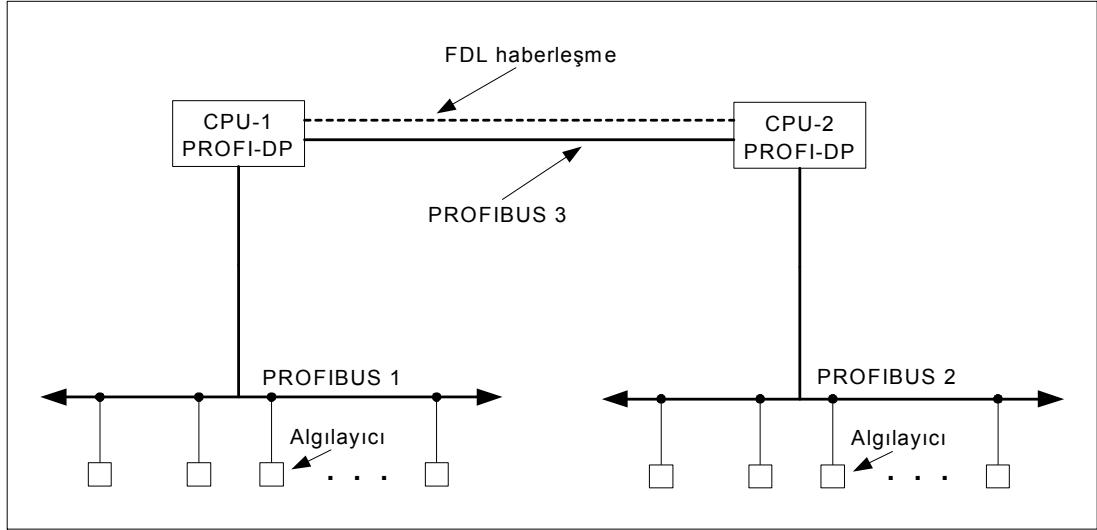 FDL haberleşme
CPU-1
PROFI-DP
CPU-2
PROFI-DP
PROFIBUS 3
PROFIBUS 1
PROFIBUS 2
Algılayıcı
Algılayıcı
. . .
. . .